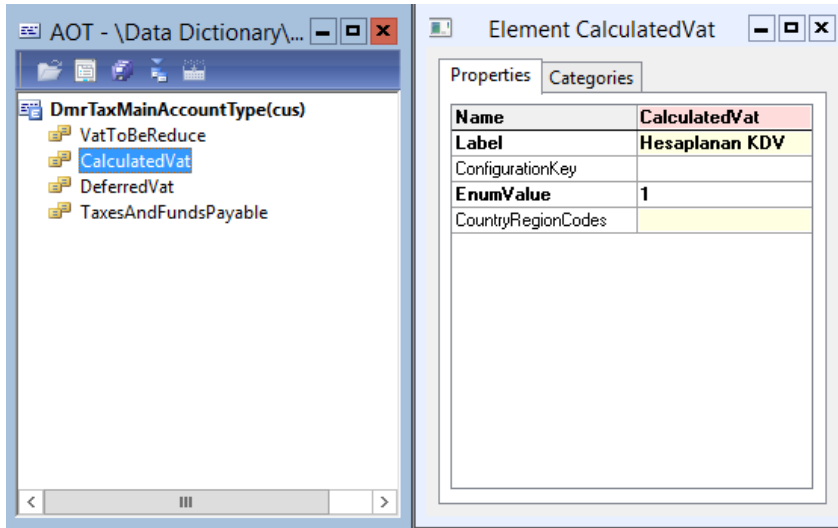 AOT - \Data Dictionary\...
DmrTaxMainAccountType(cus)
VatToBeReduce
CalculatedVat
DeferredVat
TaxesAndFundsPayable
Element CalculatedVat
Properties Categories
Name CalculatedVat
Label Hesaplanan KDV
ConfigurationKey
EnumValue 1
CountryRegionCodes